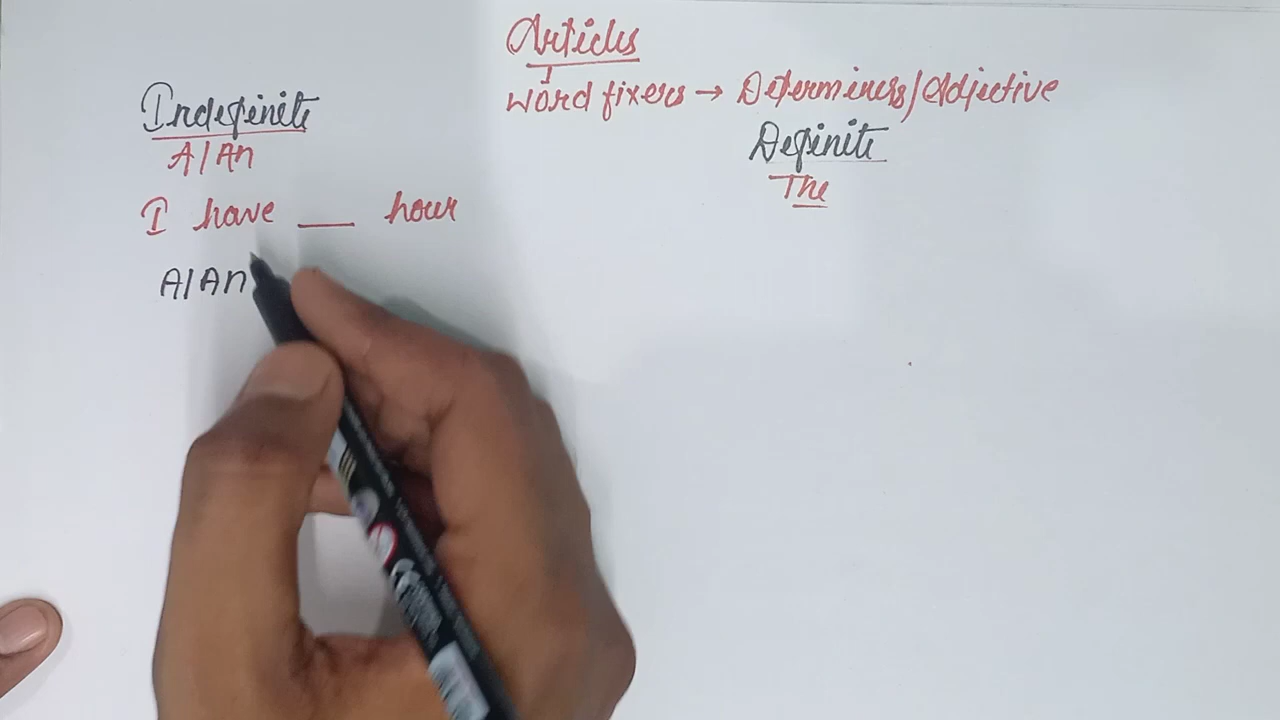 Articles
word fixers → Determiners/Adjective
Indefinite
A/An
Definite
The
I have ___ hour
A/An